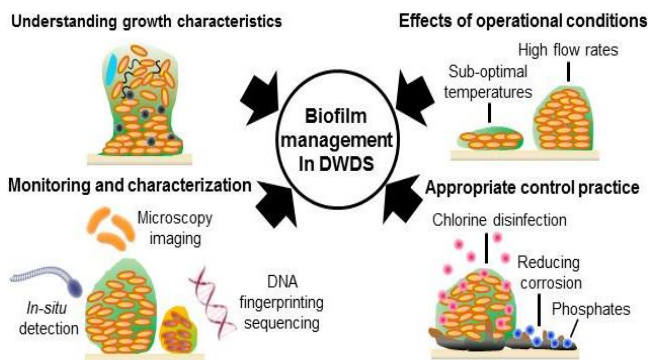 Understanding growth characteristics
Effects of operational conditions
High flow rates
Sub-optimal
temperatures
Biofilm
management
In DWDS
Monitoring and characterization
Microscopy
imaging
In-situ
detection
DNA
fingerprinting
sequencing
Appropriate control practice
Chlorine disinfection
Reducing
corrosion
Phosphates